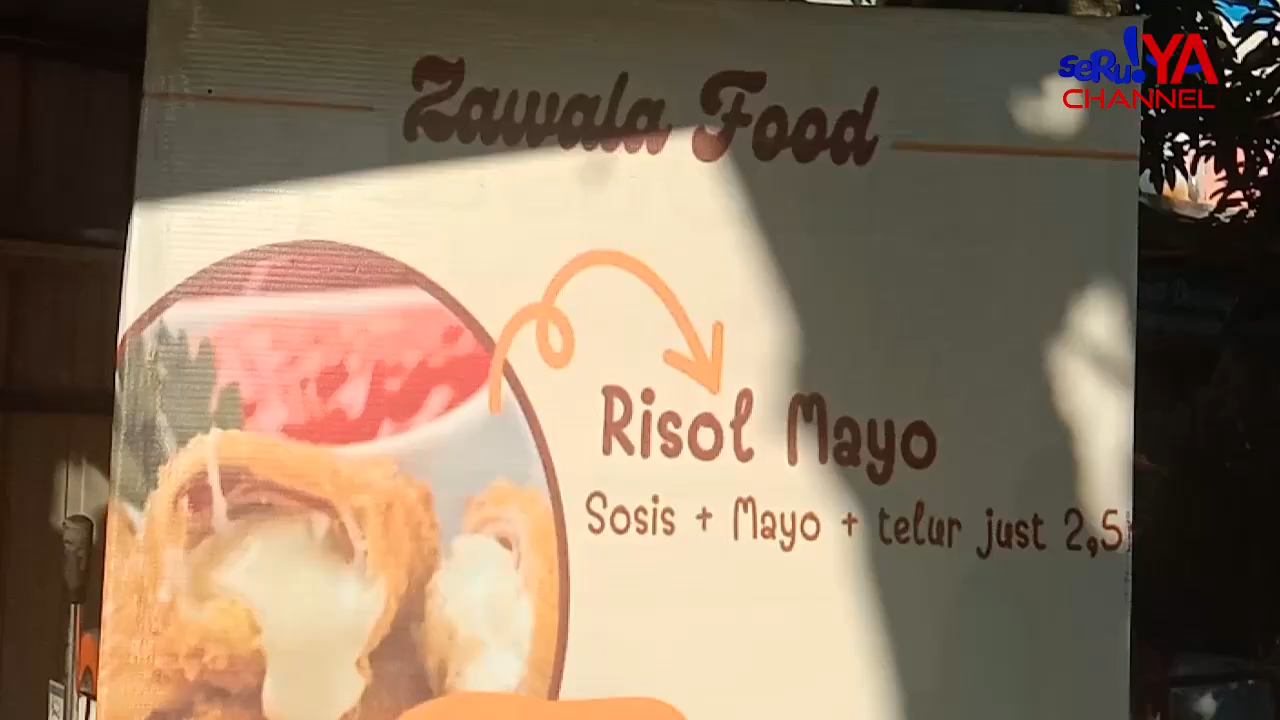 seRu!YA
CHANNEL
Zawala Food
Risol Mayo
Sosis + Mayo + telur just 2,5